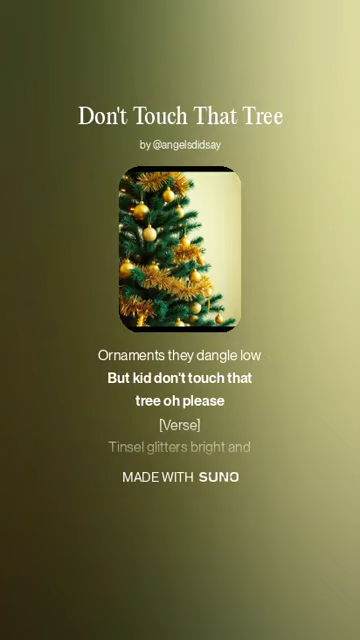 Don't Touch That Tree
by @angelsdidsay
Ornaments they dangle low
But kid don't touch that
tree oh please
[Verse]
Tinsel glitters bright and
MADE WITH SUNO